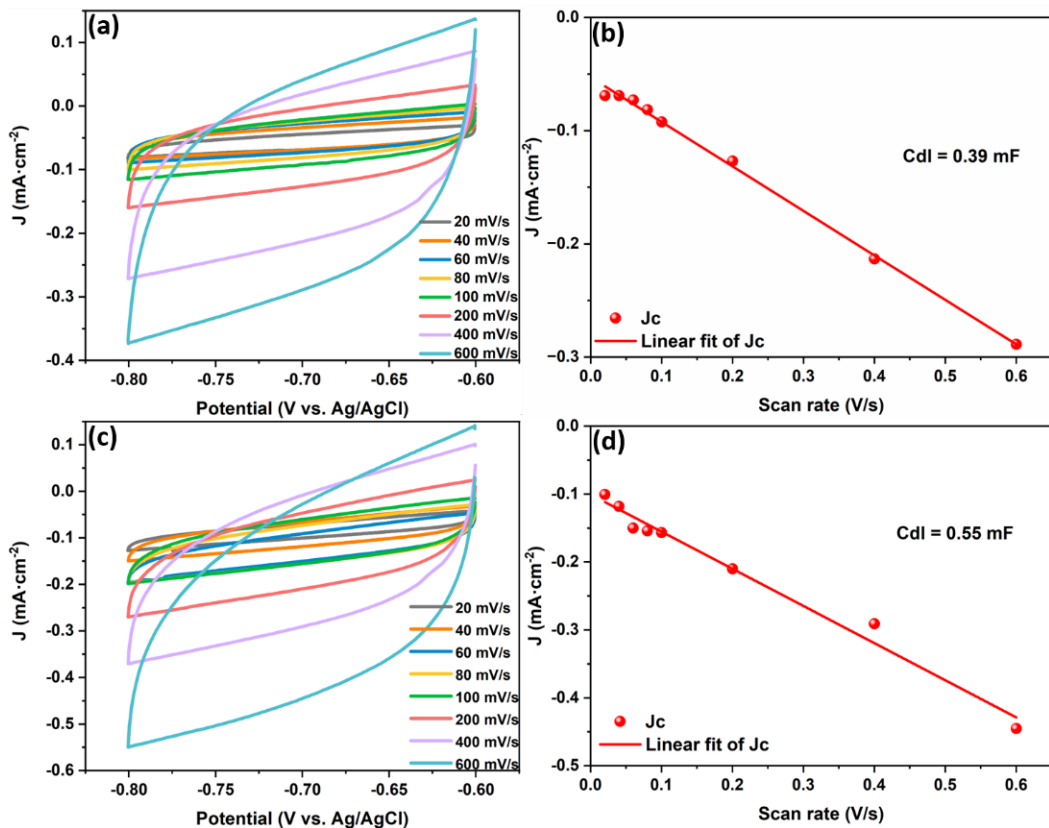 (a)
J (mA·cm⁻²)
0.1
0.0
-0.1
-0.2
-0.3
-0.4
20 mV/s
40 mV/s
60 mV/s
80 mV/s
100 mV/s
200 mV/s
400 mV/s
600 mV/s
-0.80 -0.75 -0.70 -0.65 -0.60
Potential (V vs. Ag/AgCl)
(b)
J (mA·cm⁻²)
-0.0
-0.1
-0.2
−0.3
Cdl = 0.39 mF
Jc
Linear fit of Jc
0.0 0.1 0.2 0.3 0.4 0.5 0.6
Scan rate (V/s)
(c)
J (mA·cm⁻²)
0.1
0.0
-0.1
-0.2
-0.3
-0.4
-0.5
-0.6
20 mV/s
40 mV/s
60 mV/s
80 mV/s
100 mV/s
200 mV/s
400 mV/s
600 mV/s
-0.80 -0.75 -0.70 -0.65 -0.60
Potential (V vs. Ag/AgCl)
(d)
J (mA·cm⁻²)
0.0
-0.1
-0.2
-0.3
-0.4
-0.5
Cdl = 0.55 mF
Jc
Linear fit of Jc
0.0 0.1 0.2 0.3 0.4 0.5 0.6
Scan rate (V/s)